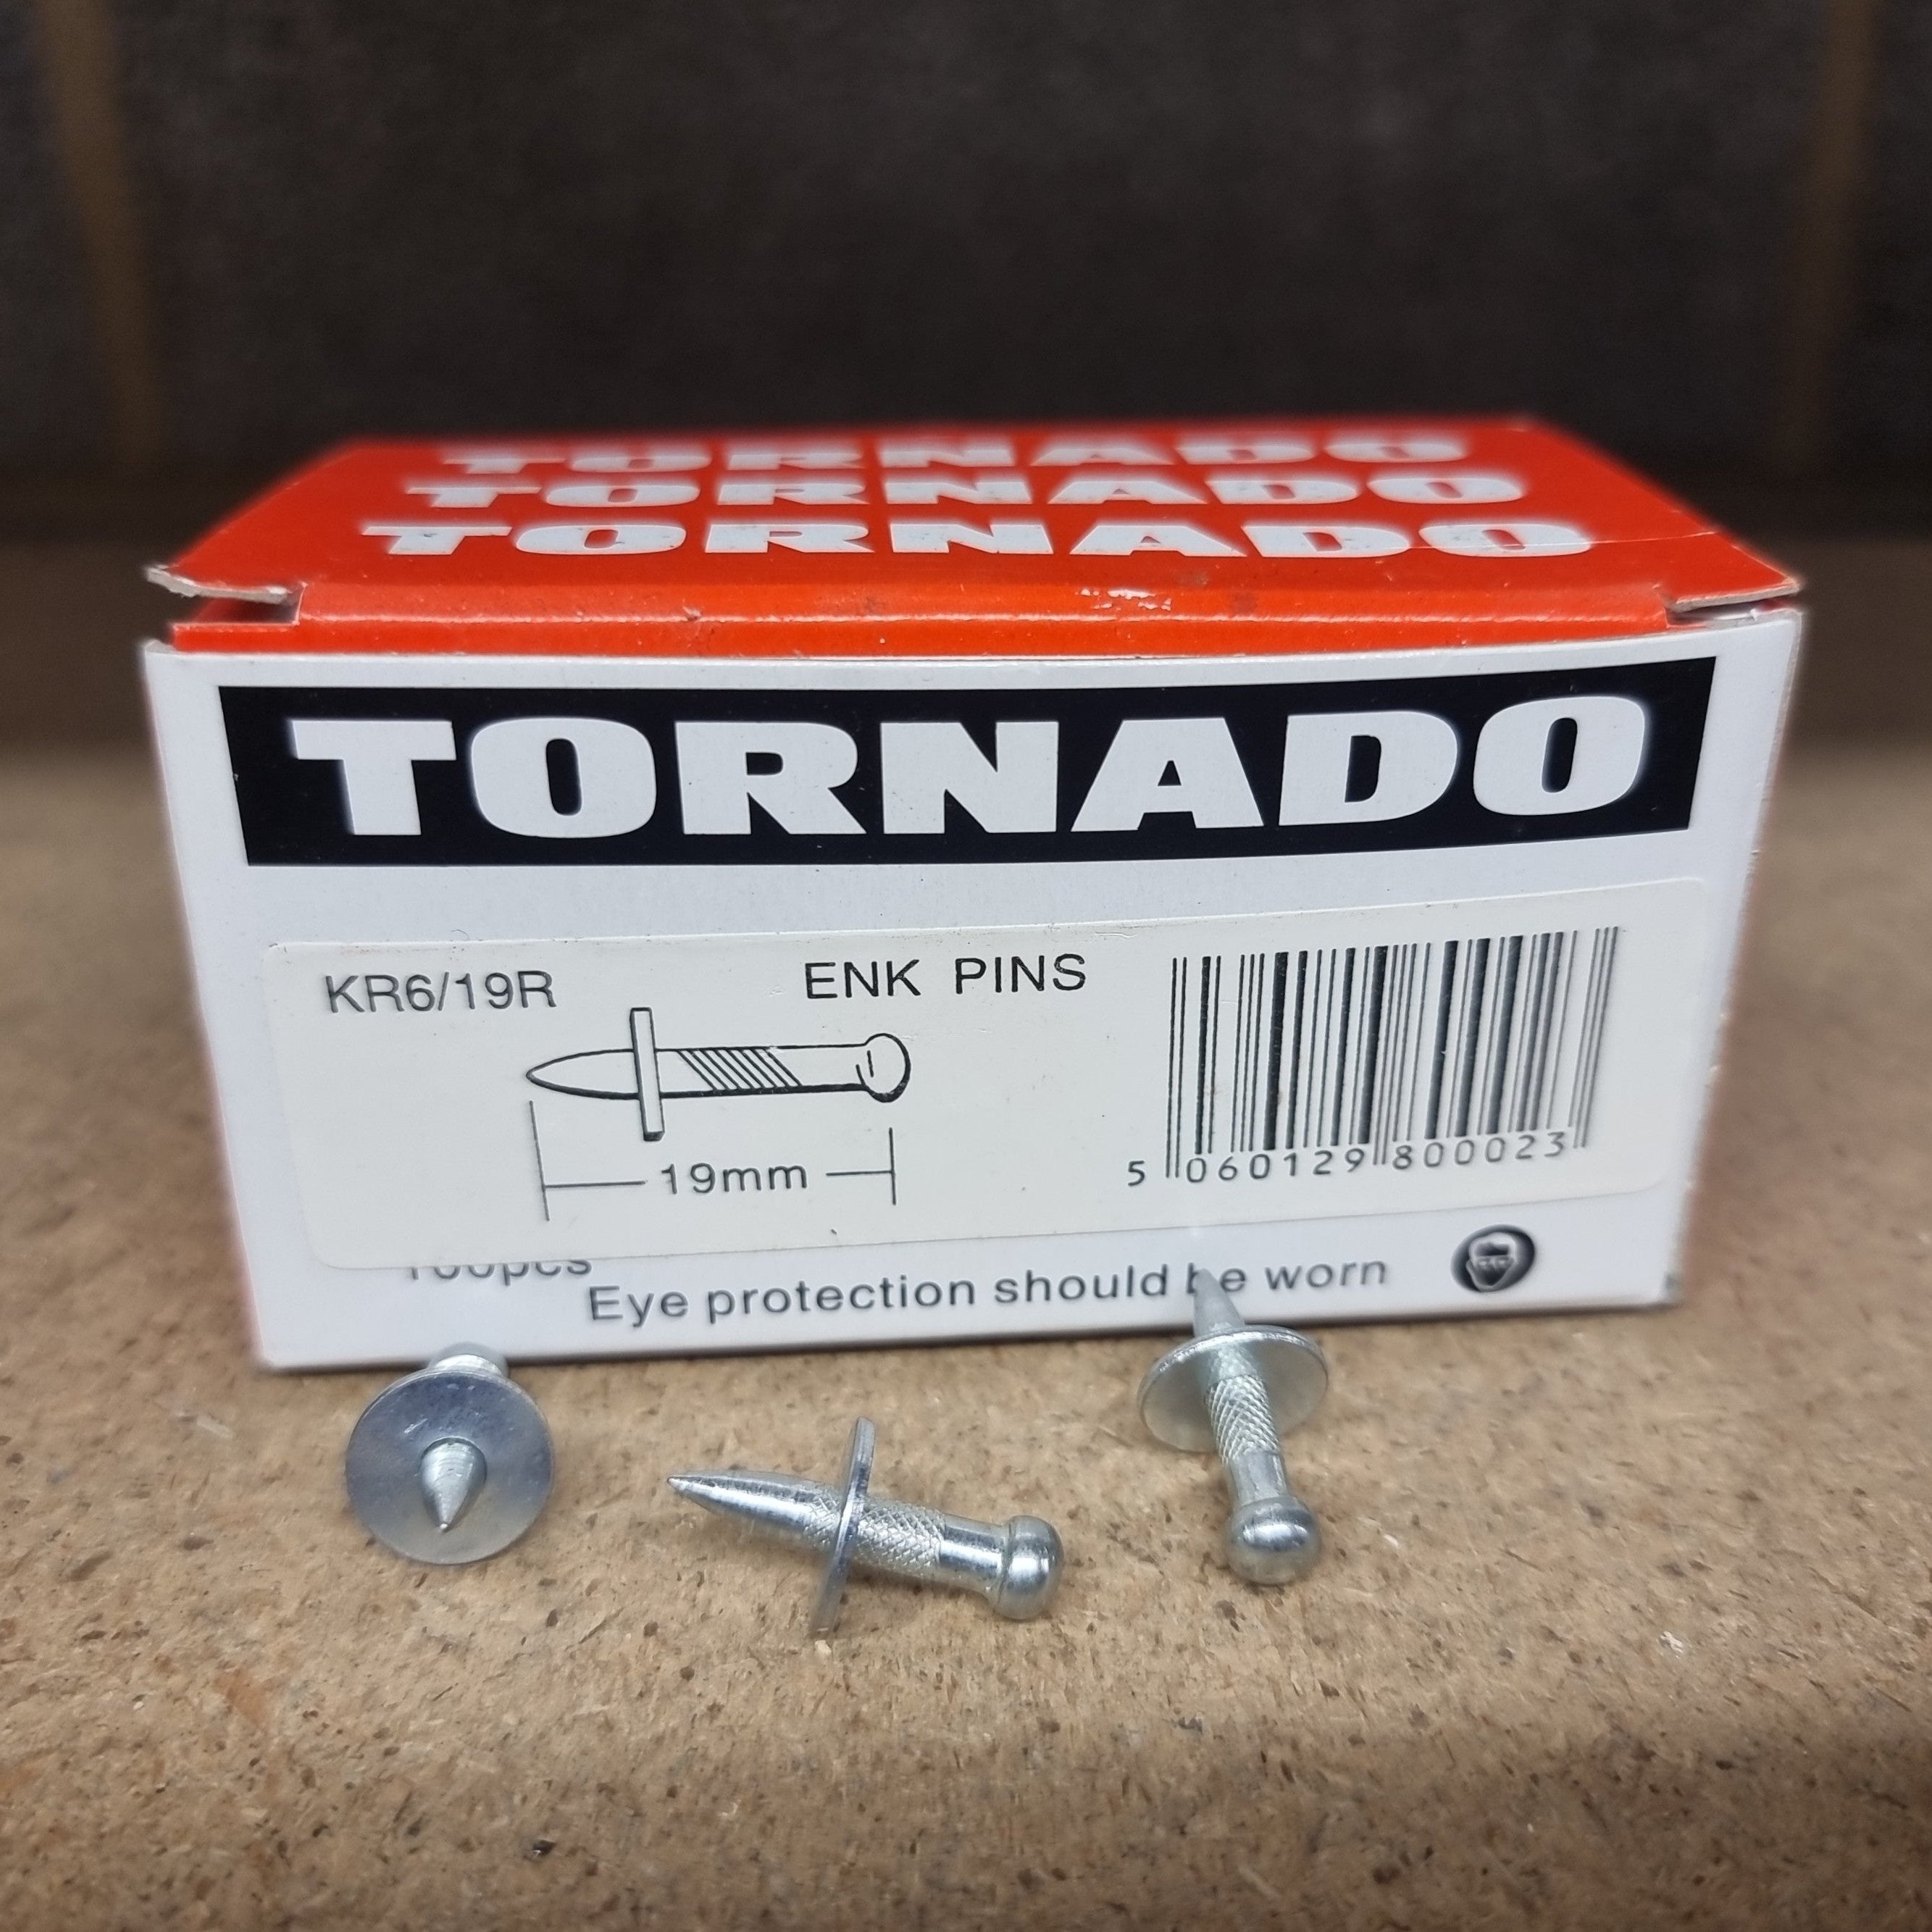 TORNADO
TORNADO
TORNADO
TORNADO
KR6/19R
ENK PINS
19mm
5 060129 800023
100pcs
Eye protection should be worn